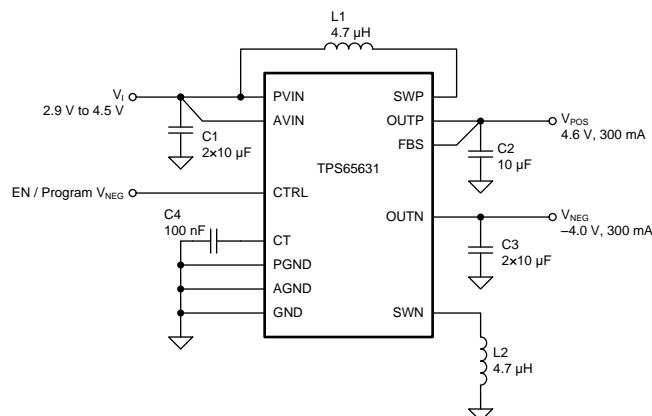 L1
4.7 µH
VI
2.9 V to 4.5 V
PVIN
SWP
AVIN
OUTP
VPOS
4.6 V, 300 mA
C1
2×10 µF
FBS
C2
10 µF
TPS65631
EN / Program VNEG
CTRL
C4
100 nF
OUTN
VNEG
–4.0 V, 300 mA
CT
C3
2×10 µF
PGND
AGND
GND
SWN
L2
4.7 µH